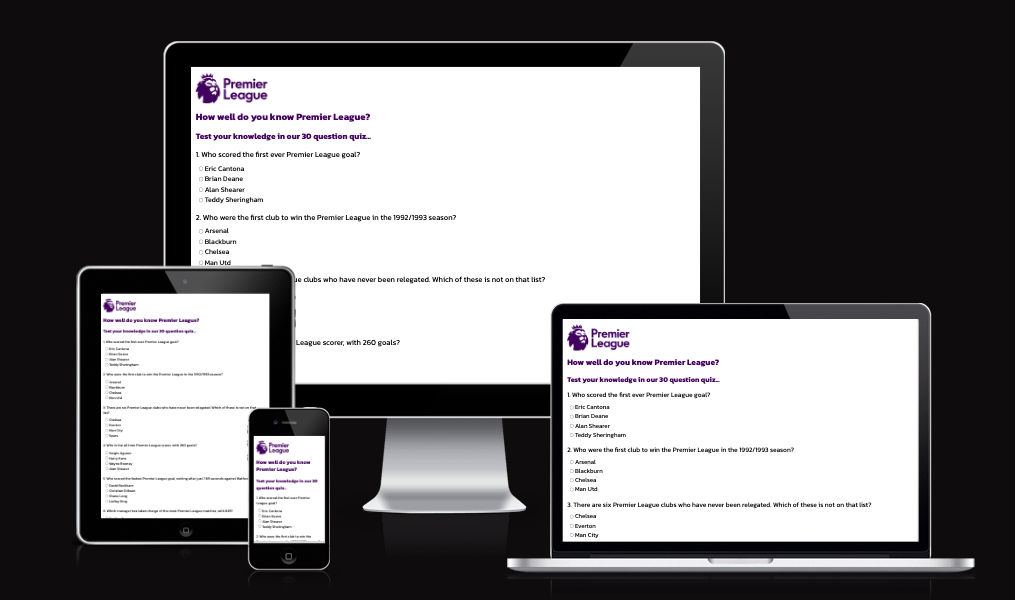 Premier
League
How well do you know Premier League?
Test your knowledge in our 30 question quiz...
1. Who scored the first ever Premier League goal?
Eric Cantona
Brian Deane
Alan Shearer
Teddy Sheringham
2. Who were the first club to win the Premier League in the 1992/1993 season?
Arsenal
Blackburn
Chelsea
Man Utd
clubs who have never been relegated. Which of these is not on that list?
League scorer, with 260 goals?
Premier
League
How well do you know Premier League?
Test your knowledge in our 30 question quiz...
1. Who scored the first ever Premier League goal?
Eric Cantona
Brian Deane
Alan Shearer
Teddy Sheringham
2. Who were the first club to win the Premier League in the 1992/1993 season?
Arsenal
Blackburn
Chelsea
Man Utd
3. There are six Premier League clubs who have never been relegated. Which of these is not on that
list?
Chelsea
Everton
Man City
Spurs
4. Who is the all-time Premier League scorer, with 260 goals?
Sergio Aguero
Harry Kane
Wayne Rooney
Alan Shearer
5. Who scored the fastest Premier League goal, netting after just 7.69 seconds against
Shane Long
Ledley King
6. Which manager has taken charge of the most Premier League matches, with
Premier
League
How well do you know
Premier League?
Test your knowledge in our
30 question quiz...
1. Who scored the first ever Premier
League goal?
Eric Cantona
Brian Deane
Alan Shearer
Teddy Sheringham
2. Who were the first club to win the
Premier
League
How well do you know Premier League?
Test your knowledge in our 30 question quiz...
1. Who scored the first ever Premier League goal?
Eric Cantona
Brian Deane
Alan Shearer
Teddy Sheringham
2. Who were the first club to win the Premier League in the 1992/1993 season?
Arsenal
Blackburn
Chelsea
Man Utd
3. There are six Premier League clubs who have never been relegated. Which of these is not on that list?
Chelsea
Everton
Man City